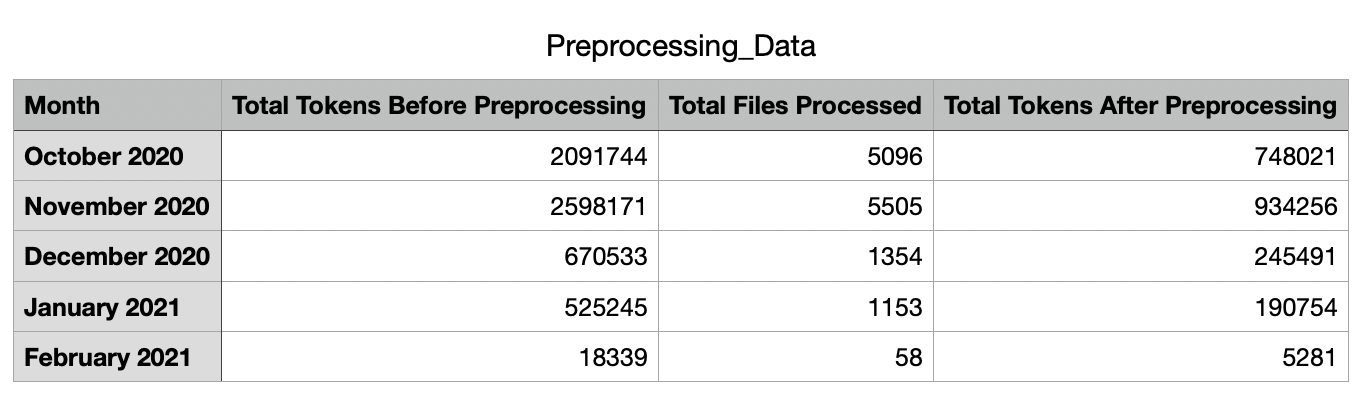 Preprocessing_Data
Month Total Tokens Before Preprocessing Total Files Processed Total Tokens After Preprocessing
October 2020 2091744 5096 748021
November 2020 2598171 5505 934256
December 2020 670533 1354 245491
January 2021 525245 1153 190754
February 2021 18339 58 5281